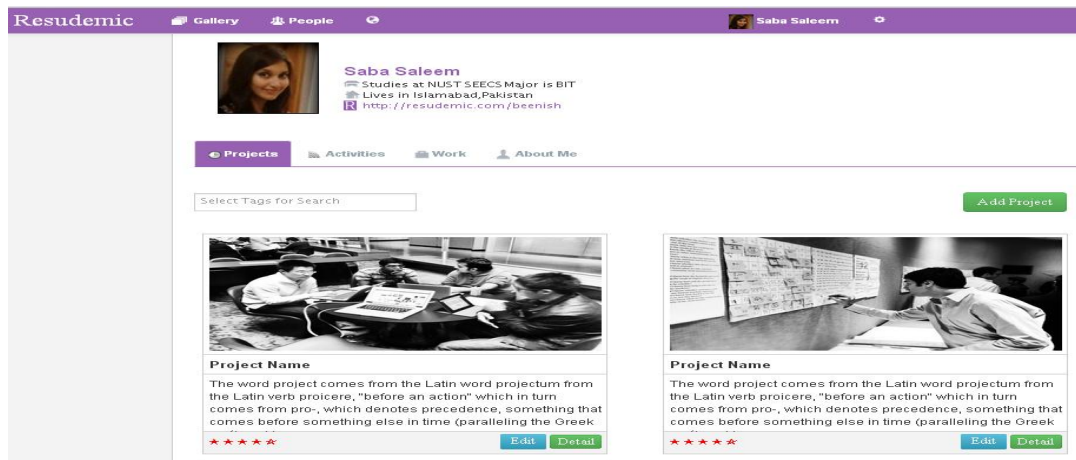 Resudemic Gallery People Saba Saleem
Saba Saleem
Studies at NUST SEECS Major is BIT
Lives in Islamabad,Pakistan
R http://resudemic.com/beenish
Projects Activities Work About Me
Select Tags for Search Add Project
Project Name
The word project comes from the Latin word projectum from
the Latin verb proicere, "before an action" which in turn
comes from pro-, which denotes precedence, something that
comes before something else in time (paralleling the Greek
Edit Detail
Project Name
The word project comes from the Latin word projectum from
the Latin verb proicere, "before an action" which in turn
comes from pro-, which denotes precedence, something that
comes before something else in time (paralleling the Greek
Edit Detail